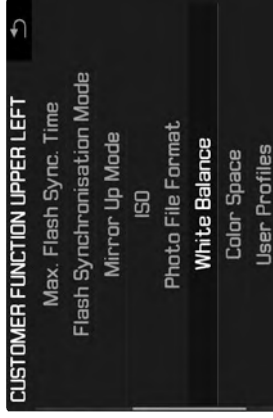 CUSTOMER FUNCTION UPPER LEFT
Max. Flash Sync. Time
Flash Synchronisation Mode
Mirror Up Mode
ISO
Photo File Format
White Balance
Color Space
User Profiles